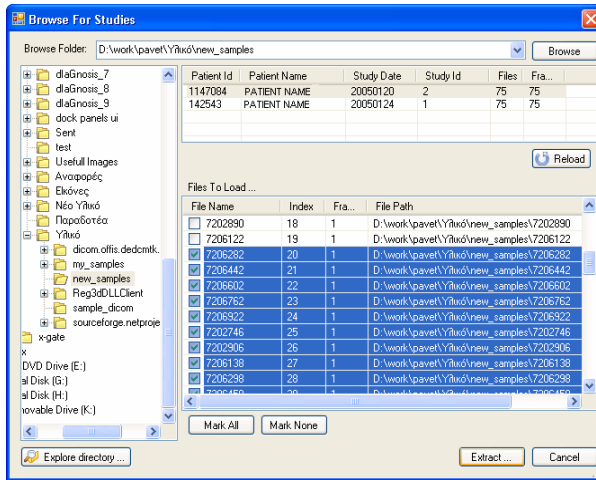 Browse For Studies
Browse Folder: D:\work\pavet\Υλικό\new_samples Browse
dlaGnosis_7
dlaGnosis_8
dlaGnosis_9
dock panels ui
Sent
test
Usefull Images
Αναφορές
Εικόνες
Νέο Υλικό
Παραδοτέα
Υλικό
dicom.offis.dedcmtk.
my_samples
new_samples
Reg3dDLLClient
sample_dicom
sourceforge.netproje
x-gate
x
DVD Drive (E:)
al Disk (G:)
al Disk (H:)
ovable Drive (K:)
Explore directory ...
Patient Id Patient Name Study Date Study Id Files Fra...
1147084 PATIENT NAME 20050120 2 75 75
142543 PATIENT NAME 20050124 1 75 75
Reload
Files To Load ...
File Name Index Fra... File Path
7202890 18 1 D:\work\pavet\Υλικό\new_samples\7202890
7206122 19 1 D:\work\pavet\Υλικό\new_samples\7206122
7206282 20 1 D:\work\pavet\Υλικό\new_samples\7206282
7206442 21 1 D:\work\pavet\Υλικό\new_samples\7206442
7206602 22 1 D:\work\pavet\Υλικό\new_samples\7206602
7206762 23 1 D:\work\pavet\Υλικό\new_samples\7206762
7206922 24 1 D:\work\pavet\Υλικό\new_samples\7206922
7202746 25 1 D:\work\pavet\Υλικό\new_samples\7202746
7202906 26 1 D:\work\pavet\Υλικό\new_samples\7202906
7206138 27 1 D:\work\pavet\Υλικό\new_samples\7206138
7206298 28 1 D:\work\pavet\Υλικό\new_samples\7206298
Mark All Mark None
Extract ... Cancel